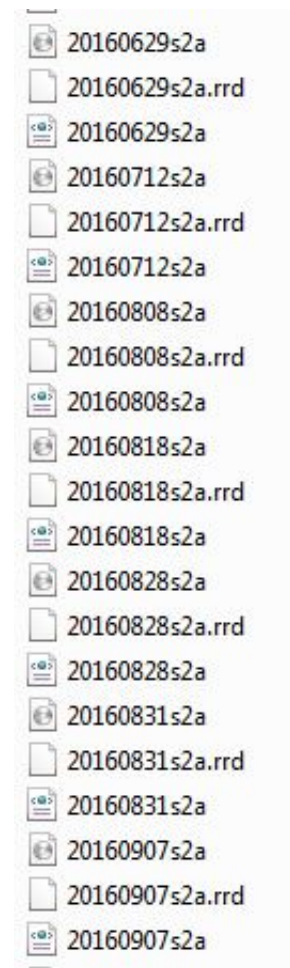 20160629s2a
20160629s2a.rrd
20160629s2a
20160712s2a
20160712s2a.rrd
20160712s2a
20160808s2a
20160808s2a.rrd
20160808s2a
20160818s2a
20160818s2a.rrd
20160818s2a
20160828s2a
20160828s2a.rrd
20160828s2a
20160831s2a
20160831s2a.rrd
20160831s2a
20160907s2a
20160907s2a.rrd
20160907s2a